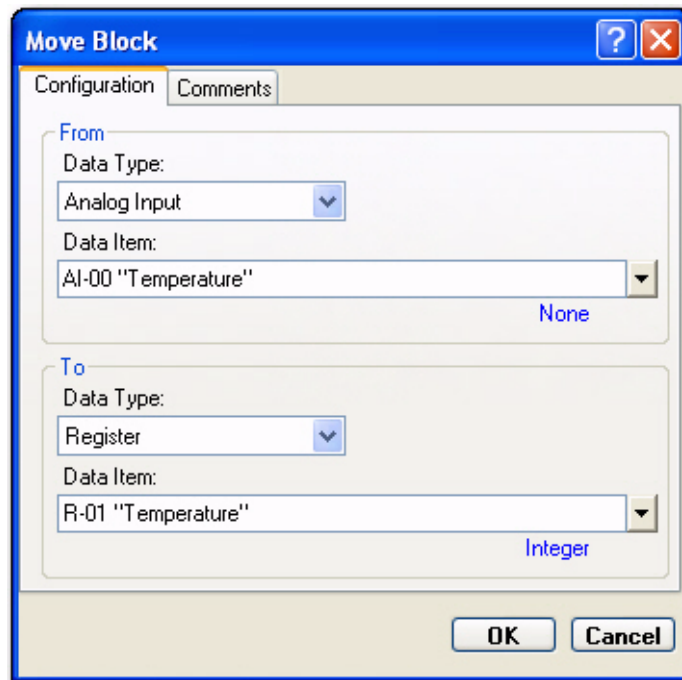 Move Block
?
Configuration Comments
From
Data Type:
Analog Input
Data Item:
AI-00 "Temperature"
None
To
Data Type:
Register
Data Item:
R-01 "Temperature"
Integer
OK Cancel